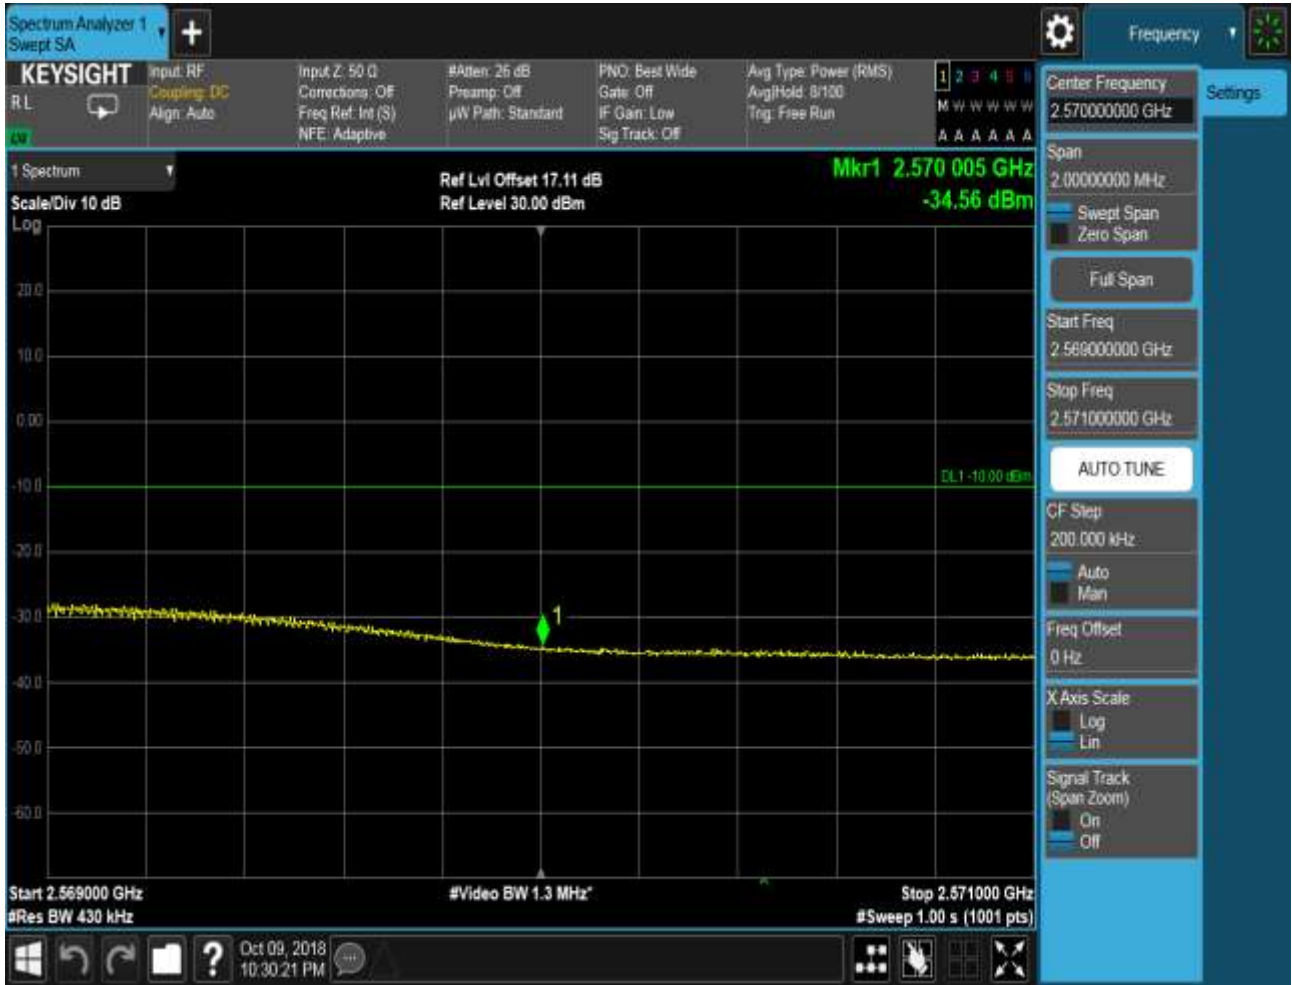 Spectrum Analyzer 1
Swept SA
Frequency
KEYSIGHT
R L
LXI
Input: RF
Coupling: DC
Align: Auto
Input Z: 50 Ω
Corrections: Off
Freq Ref: Int (S)
NFE: Adaptive
#Atten: 26 dB
Preamp: Off
µW Path: Standard
PNO: Best Wide
Gate: Off
IF Gain: Low
Sig Track: Off
Avg Type: Power (RMS)
Avg|Hold: 8/100
Trig: Free Run
1 2 3 4 5 6
M W W W W W
A A A A A A
1 Spectrum
Scale/Div 10 dB
Log
Ref Lvl Offset 17.11 dB
Ref Level 30.00 dBm
Mkr1 2.570 005 GHz
-34.56 dBm
20.0
10.0
0.00
-10.0
-20.0
-30.0
-40.0
-50.0
-60.0
DL1 -10.00 dBm
1
Start 2.569000 GHz
#Res BW 430 kHz
#Video BW 1.3 MHz*
Stop 2.571000 GHz
#Sweep 1.00 s (1001 pts)
Oct 09, 2018
10:30:21 PM
Center Frequency
2.570000000 GHz
Settings
Span
2.00000000 MHz
Swept Span
Zero Span
Full Span
Start Freq
2.569000000 GHz
Stop Freq
2.571000000 GHz
AUTO TUNE
CF Step
200.000 kHz
Auto
Man
Freq Offset
0 Hz
X Axis Scale
Log
Lin
Signal Track
(Span Zoom)
On
Off